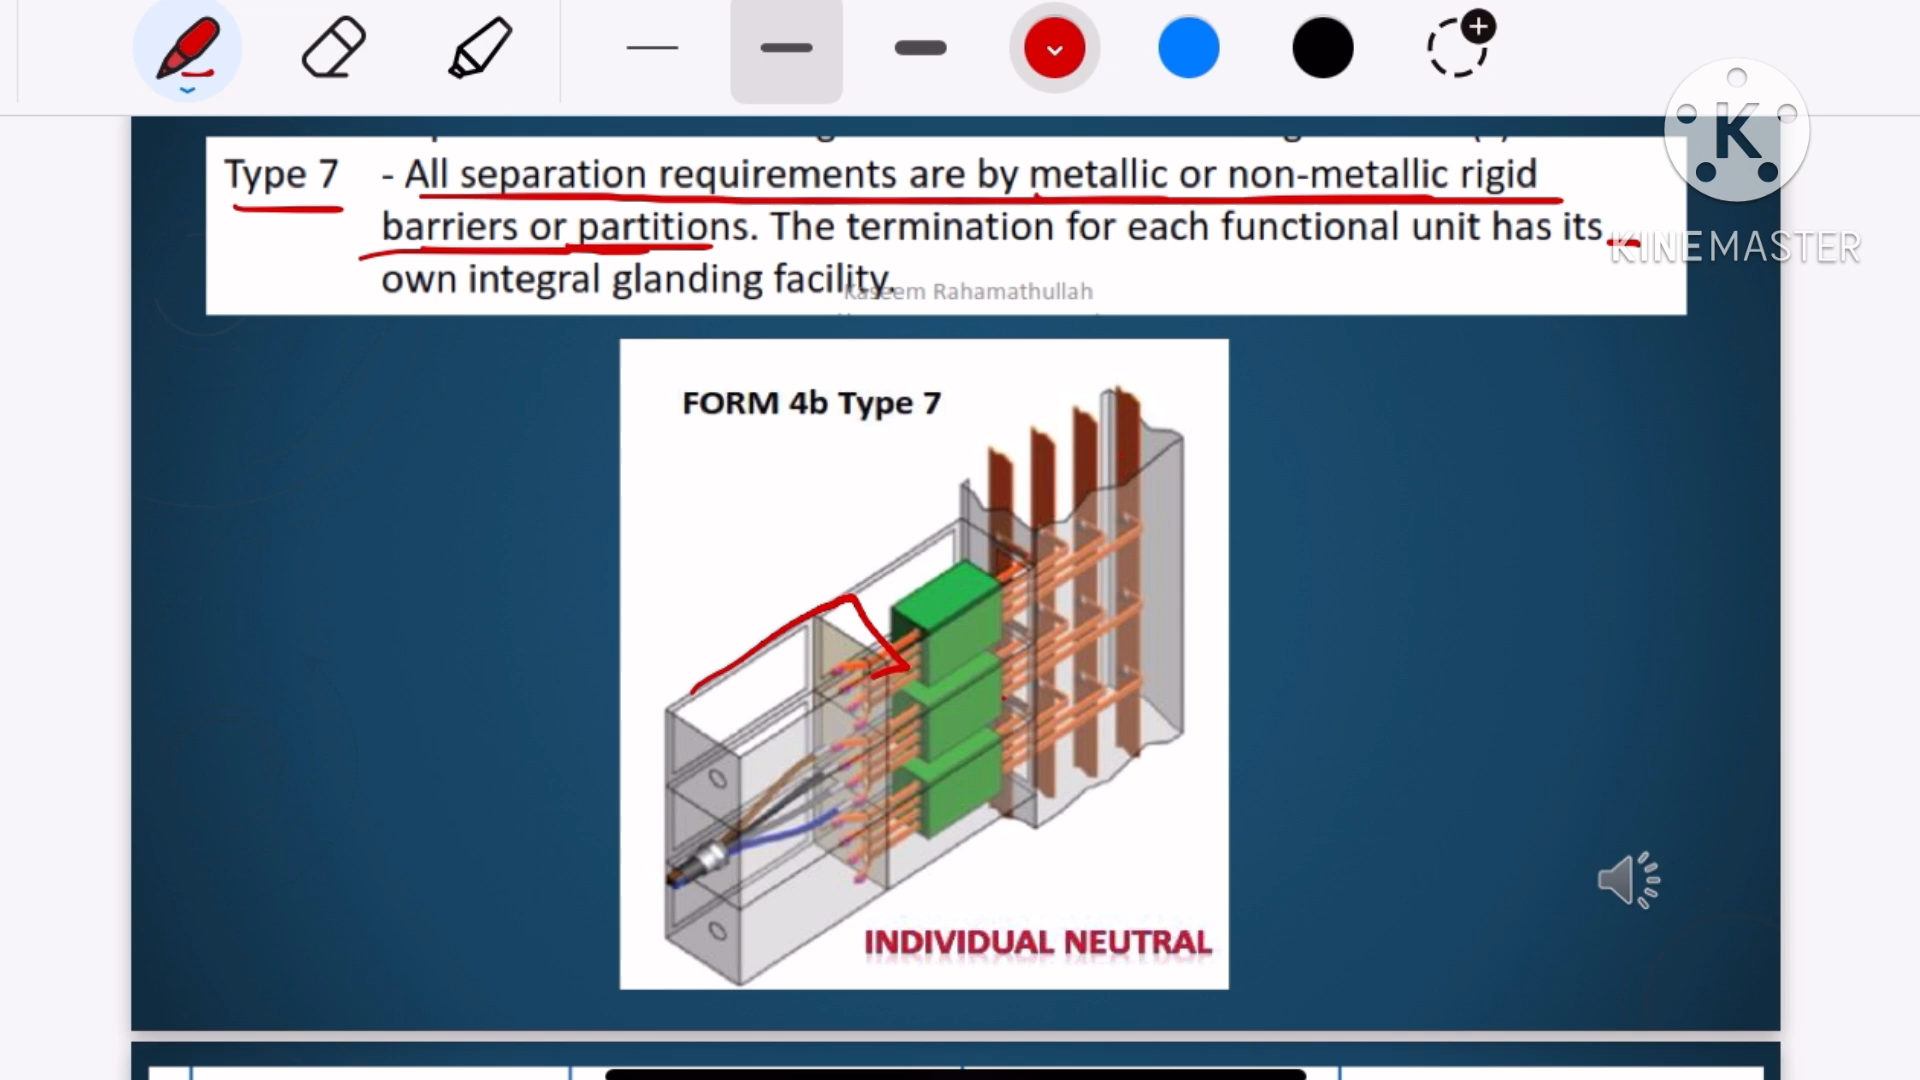 K
KINEMASTER
Type 7 - All separation requirements are by metallic or non-metallic rigid
barriers or partitions. The termination for each functional unit has its
own integral glanding facility.
Kaseem Rahamathullah
FORM 4b Type 7
INDIVIDUAL NEUTRAL